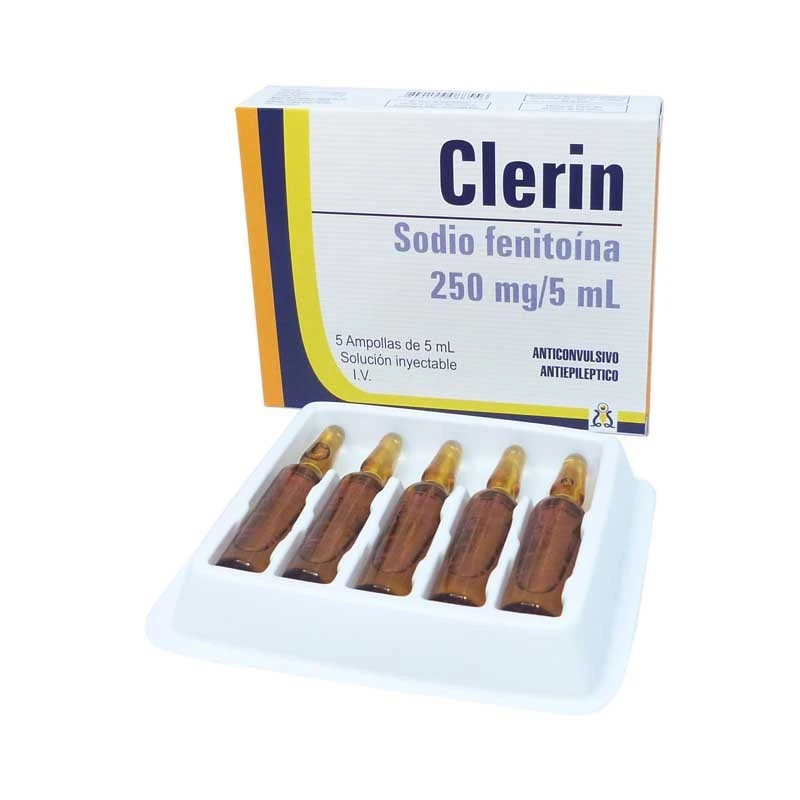 Clerin
Sodio fenitoína
250 mg/5 mL
5 Ampollas de 5 mL
Solución inyectable
I.V.
ANTICONVULSIVO
ANTIEPILEPTICO